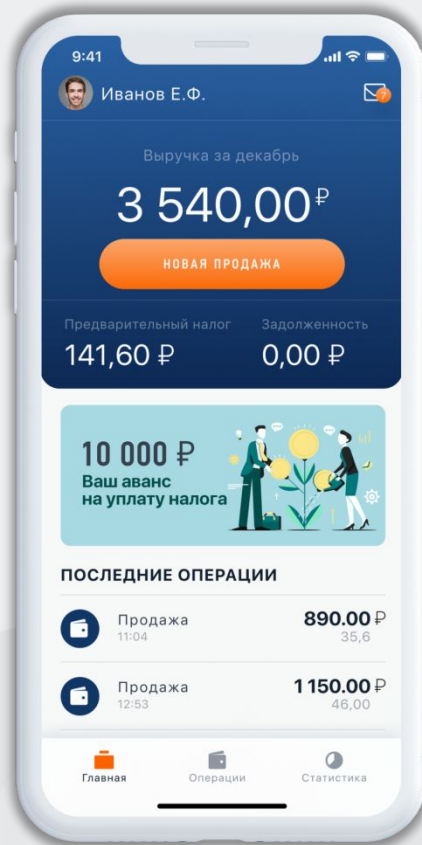 9:41
Иванов Е.Ф.
7
Выручка за декабрь
3 540,00 ₽
НОВАЯ ПРОДАЖА
Предварительный налог Задолженность
141,60 ₽ 0,00 ₽
10 000 ₽
Ваш аванс
на уплату налога
ПОСЛЕДНИЕ ОПЕРАЦИИ
Продажа 890.00 ₽
11:04 35,6
Продажа 1 150.00 ₽
12:53 46,00
Главная Операции Статистика